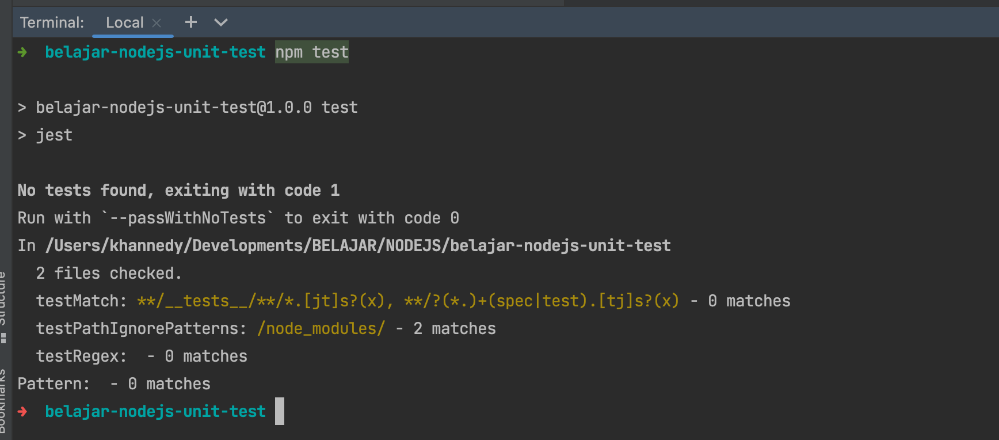 Terminal: Local × + 
➜ belajar-nodejs-unit-test npm test
> belajar-nodejs-unit-test@1.0.0 test
> jest
No tests found, exiting with code 1
Run with `--passWithNoTests` to exit with code 0
In /Users/khannedy/Developments/BELAJAR/NODEJS/belajar-nodejs-unit-test
2 files checked.
testMatch: **/__tests__/**/*.[jt]s?(x), **/?(*.)+(spec|test).[tj]s?(x) - 0 matches
testPathIgnorePatterns: /node_modules/ - 2 matches
testRegex:  - 0 matches
Pattern:  - 0 matches
➜ belajar-nodejs-unit-test
Structure
Bookmarks